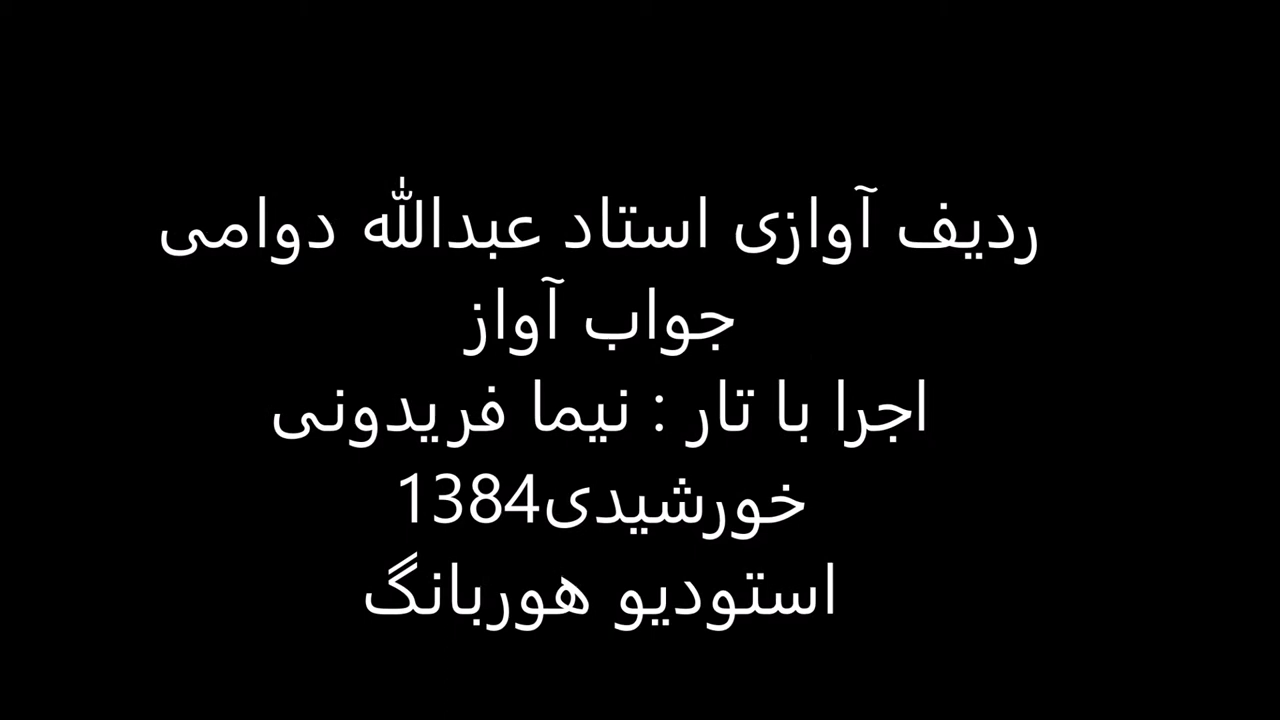 ردیف آوازی استاد عبدالله دوامی
جواب آواز
اجرا با تار : نیما فریدونی
خورشیدی1384
استودیو هوربانگ